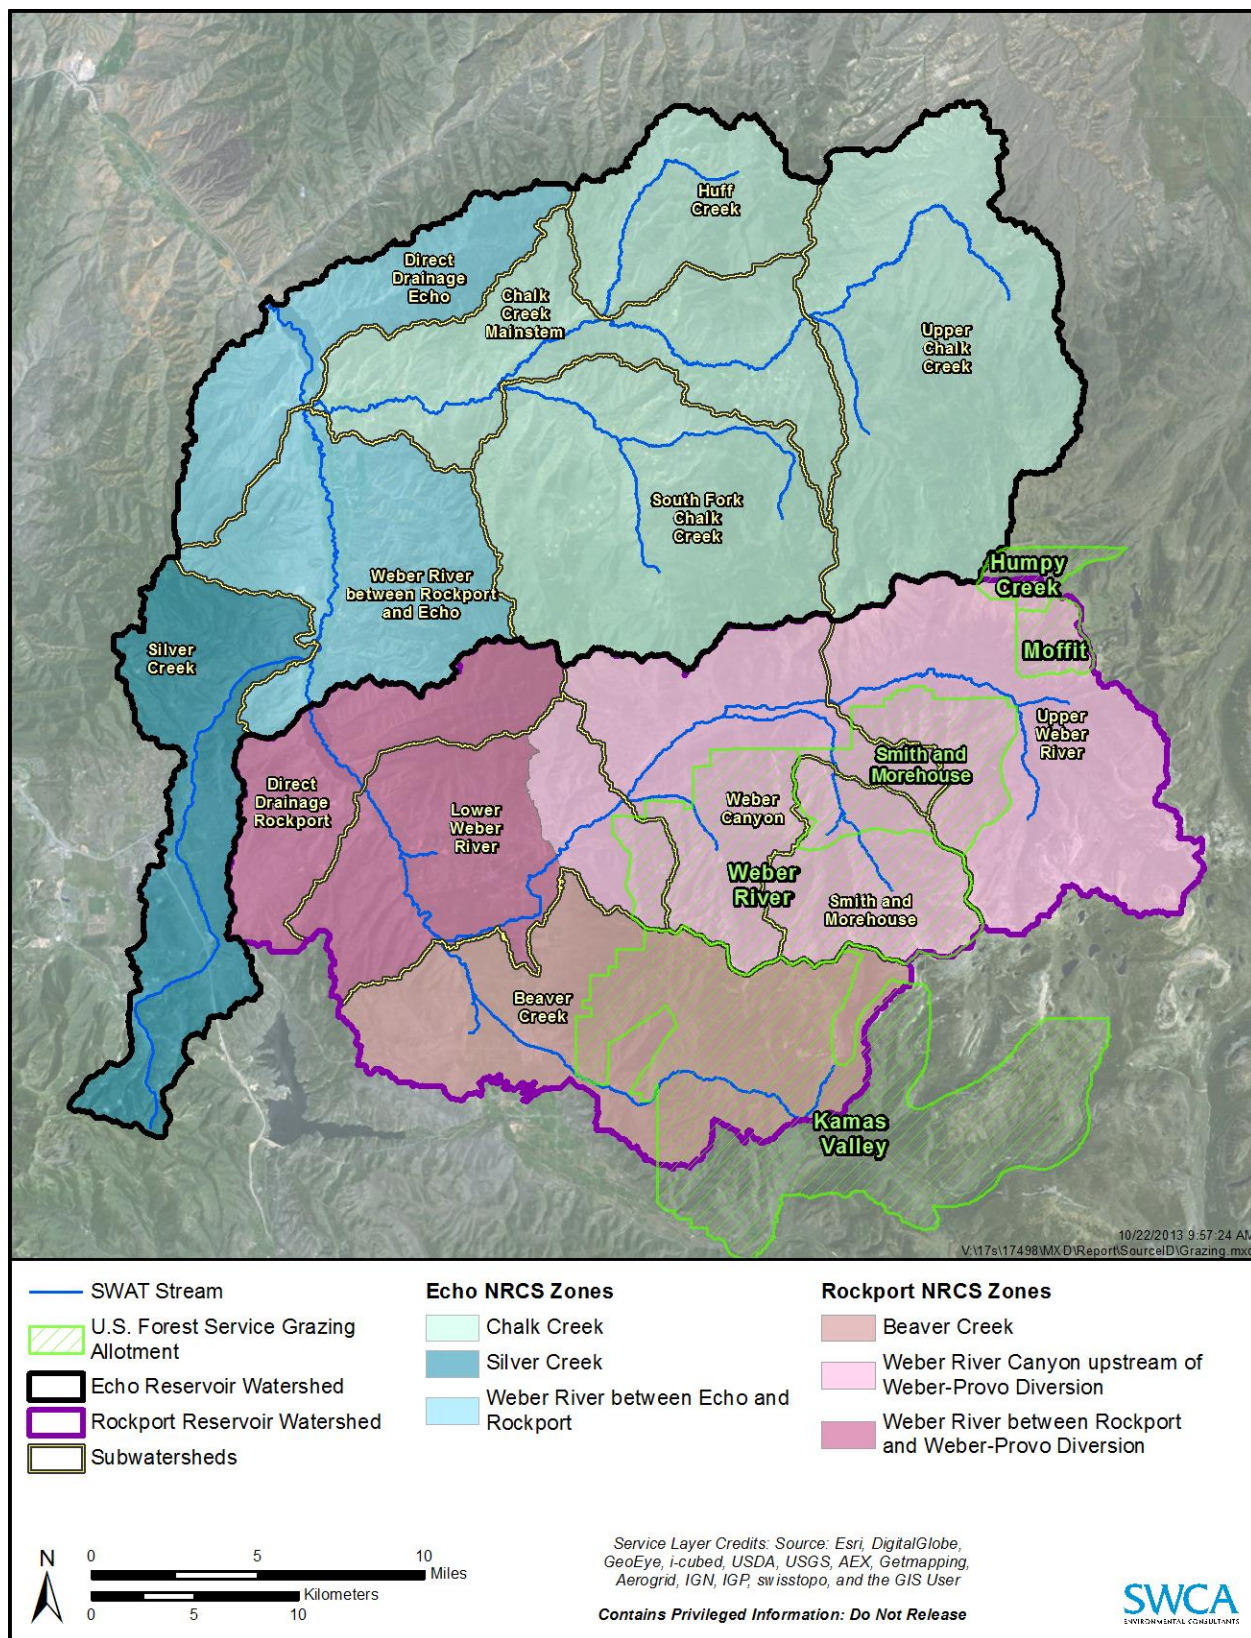 Huff
Creek
Direct
Drainage
Echo
Chalk
Creek
Mainstem
Upper
Chalk
Creek
South Fork
Chalk
Creek
Humpy
Creek
Weber River
between Rockport
and Echo
Silver
Creek
Moffit
Upper
Weber
River
Smith and
Morehouse
Direct
Drainage
Rockport
Lower
Weber
River
Weber
Canyon
Weber
River
Smith and
Morehouse
Beaver
Creek
Kamas
Valley
10/22/2013 9:57:24 AM
V:\17s\17498\MXD\Report\SourceID\Grazing.mxd
SWAT Stream
U.S. Forest Service Grazing
Allotment
Echo Reservoir Watershed
Rockport Reservoir Watershed
Subwatersheds
Echo NRCS Zones
Chalk Creek
Silver Creek
Weber River between Echo and
Rockport
Rockport NRCS Zones
Beaver Creek
Weber River Canyon upstream of
Weber-Provo Diversion
Weber River between Rockport
and Weber-Provo Diversion
N
0 5 10
Miles
Kilometers
0 5 10
Service Layer Credits: Source: Esri, DigitalGlobe,
GeoEye, i-cubed, USDA, USGS, AEX, Getmapping,
Aerogrid, IGN, IGP, swisstopo, and the GIS User
Contains Privileged Information: Do Not Release
SWCA
ENVIRONMENTAL CONSULTANTS